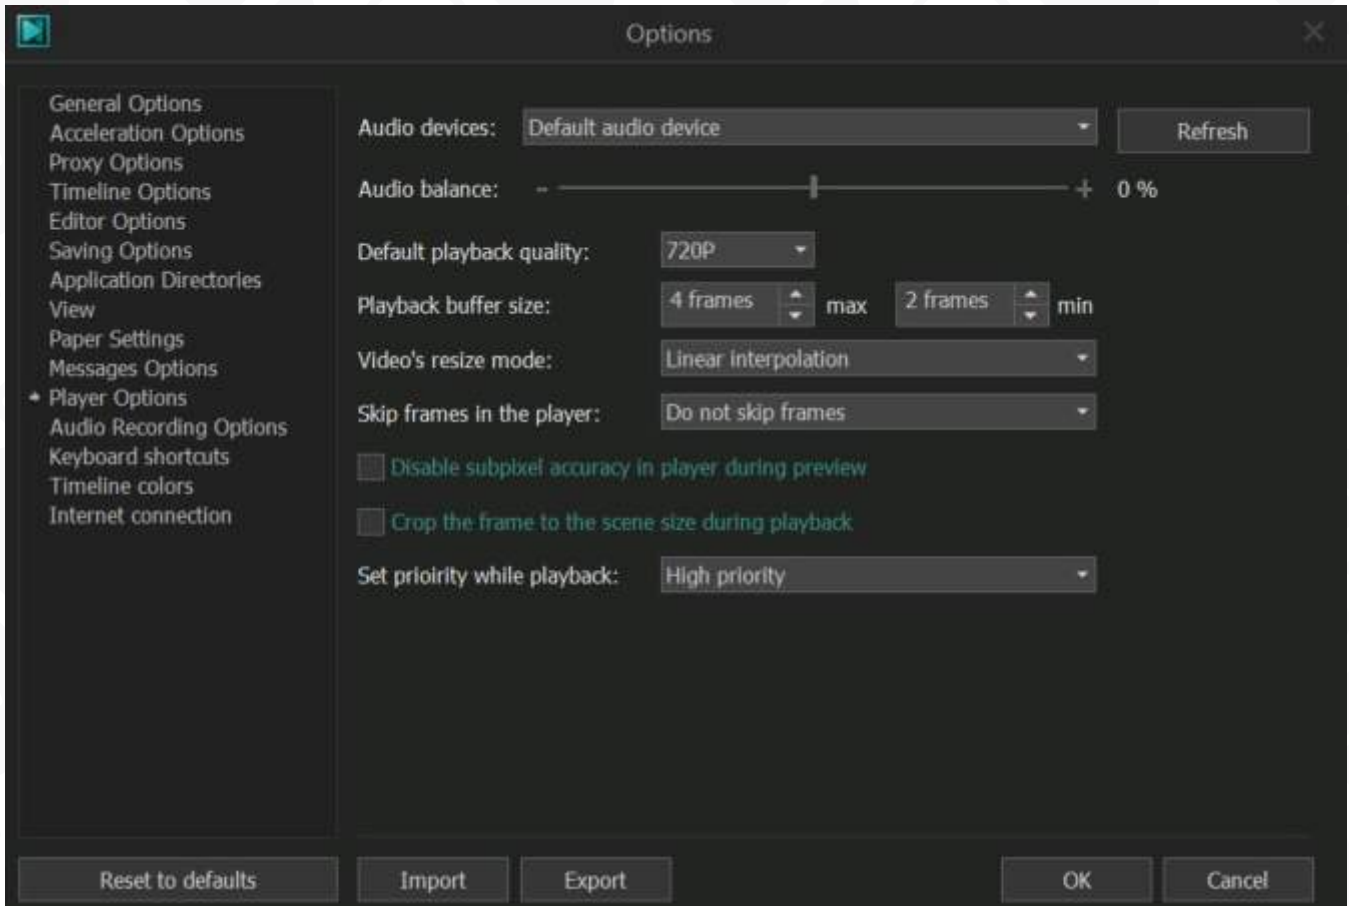 Options
General Options
Acceleration Options
Proxy Options
Timeline Options
Editor Options
Saving Options
Application Directories
View
Paper Settings
Messages Options
Player Options
Audio Recording Options
Keyboard shortcuts
Timeline colors
Internet connection
Audio devices: Default audio device Refresh
Audio balance: - + 0 %
Default playback quality: 720P
Playback buffer size: 4 frames max 2 frames min
Video's resize mode: Linear interpolation
Skip frames in the player: Do not skip frames
Disable subpixel accuracy in player during preview
Crop the frame to the scene size during playback
Set prioirity while playback: High priority
Reset to defaults Import Export OK Cancel